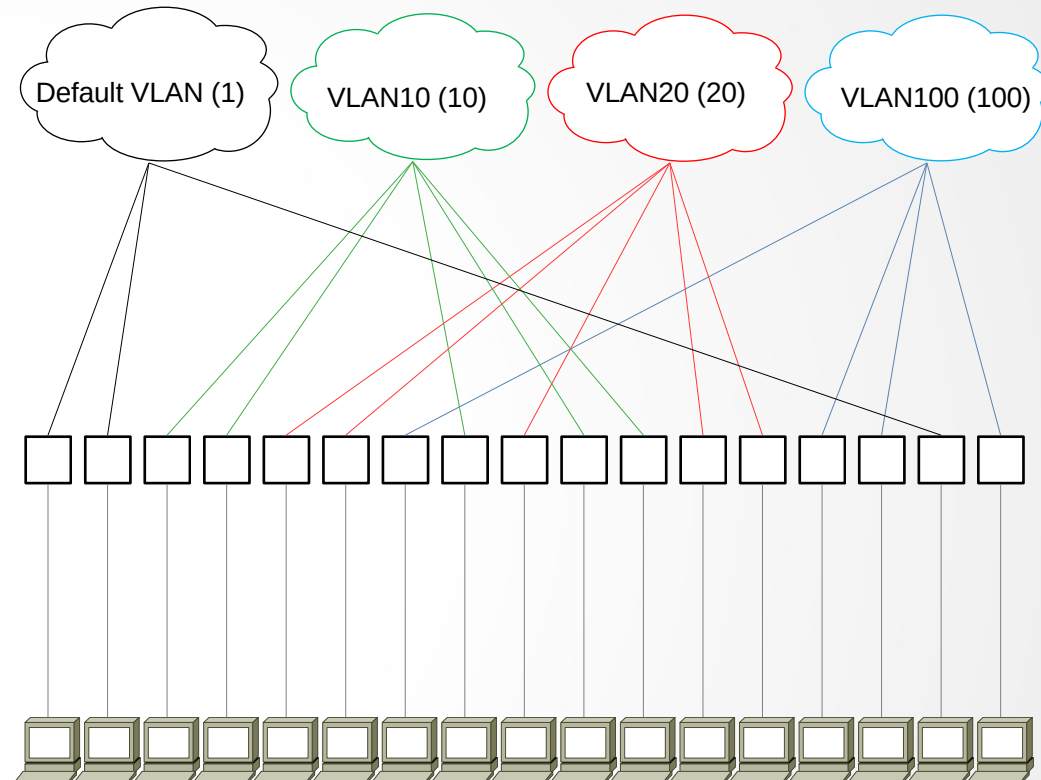 Default VLAN (1)
VLAN10 (10)
VLAN20 (20)
VLAN100 (100)